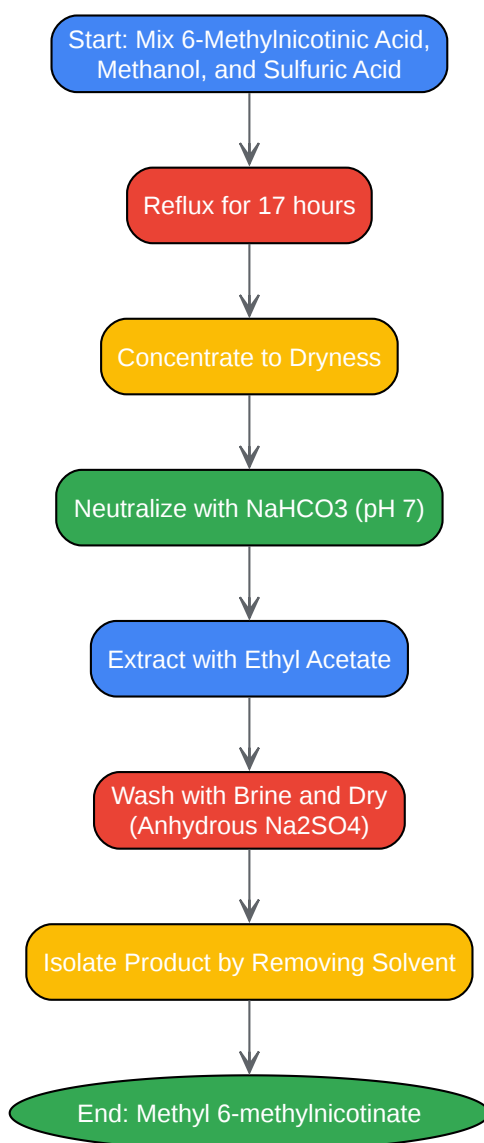 Start: Mix 6-Methylnicotinic Acid,
Methanol, and Sulfuric Acid
Reflux for 17 hours
Concentrate to Dryness
Neutralize with NaHCO3 (pH 7)
Extract with Ethyl Acetate
Wash with Brine and Dry
(Anhydrous Na2SO4)
Isolate Product by Removing Solvent
End: Methyl 6-methylnicotinate